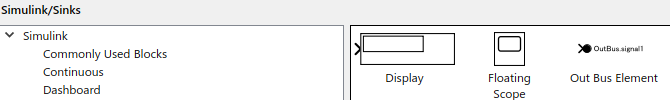 Simulink/Sinks
Simulink
Commonly Used Blocks
Continuous
Dashboard
OutBus.signal1
Display
Floating
Scope
Out Bus Element